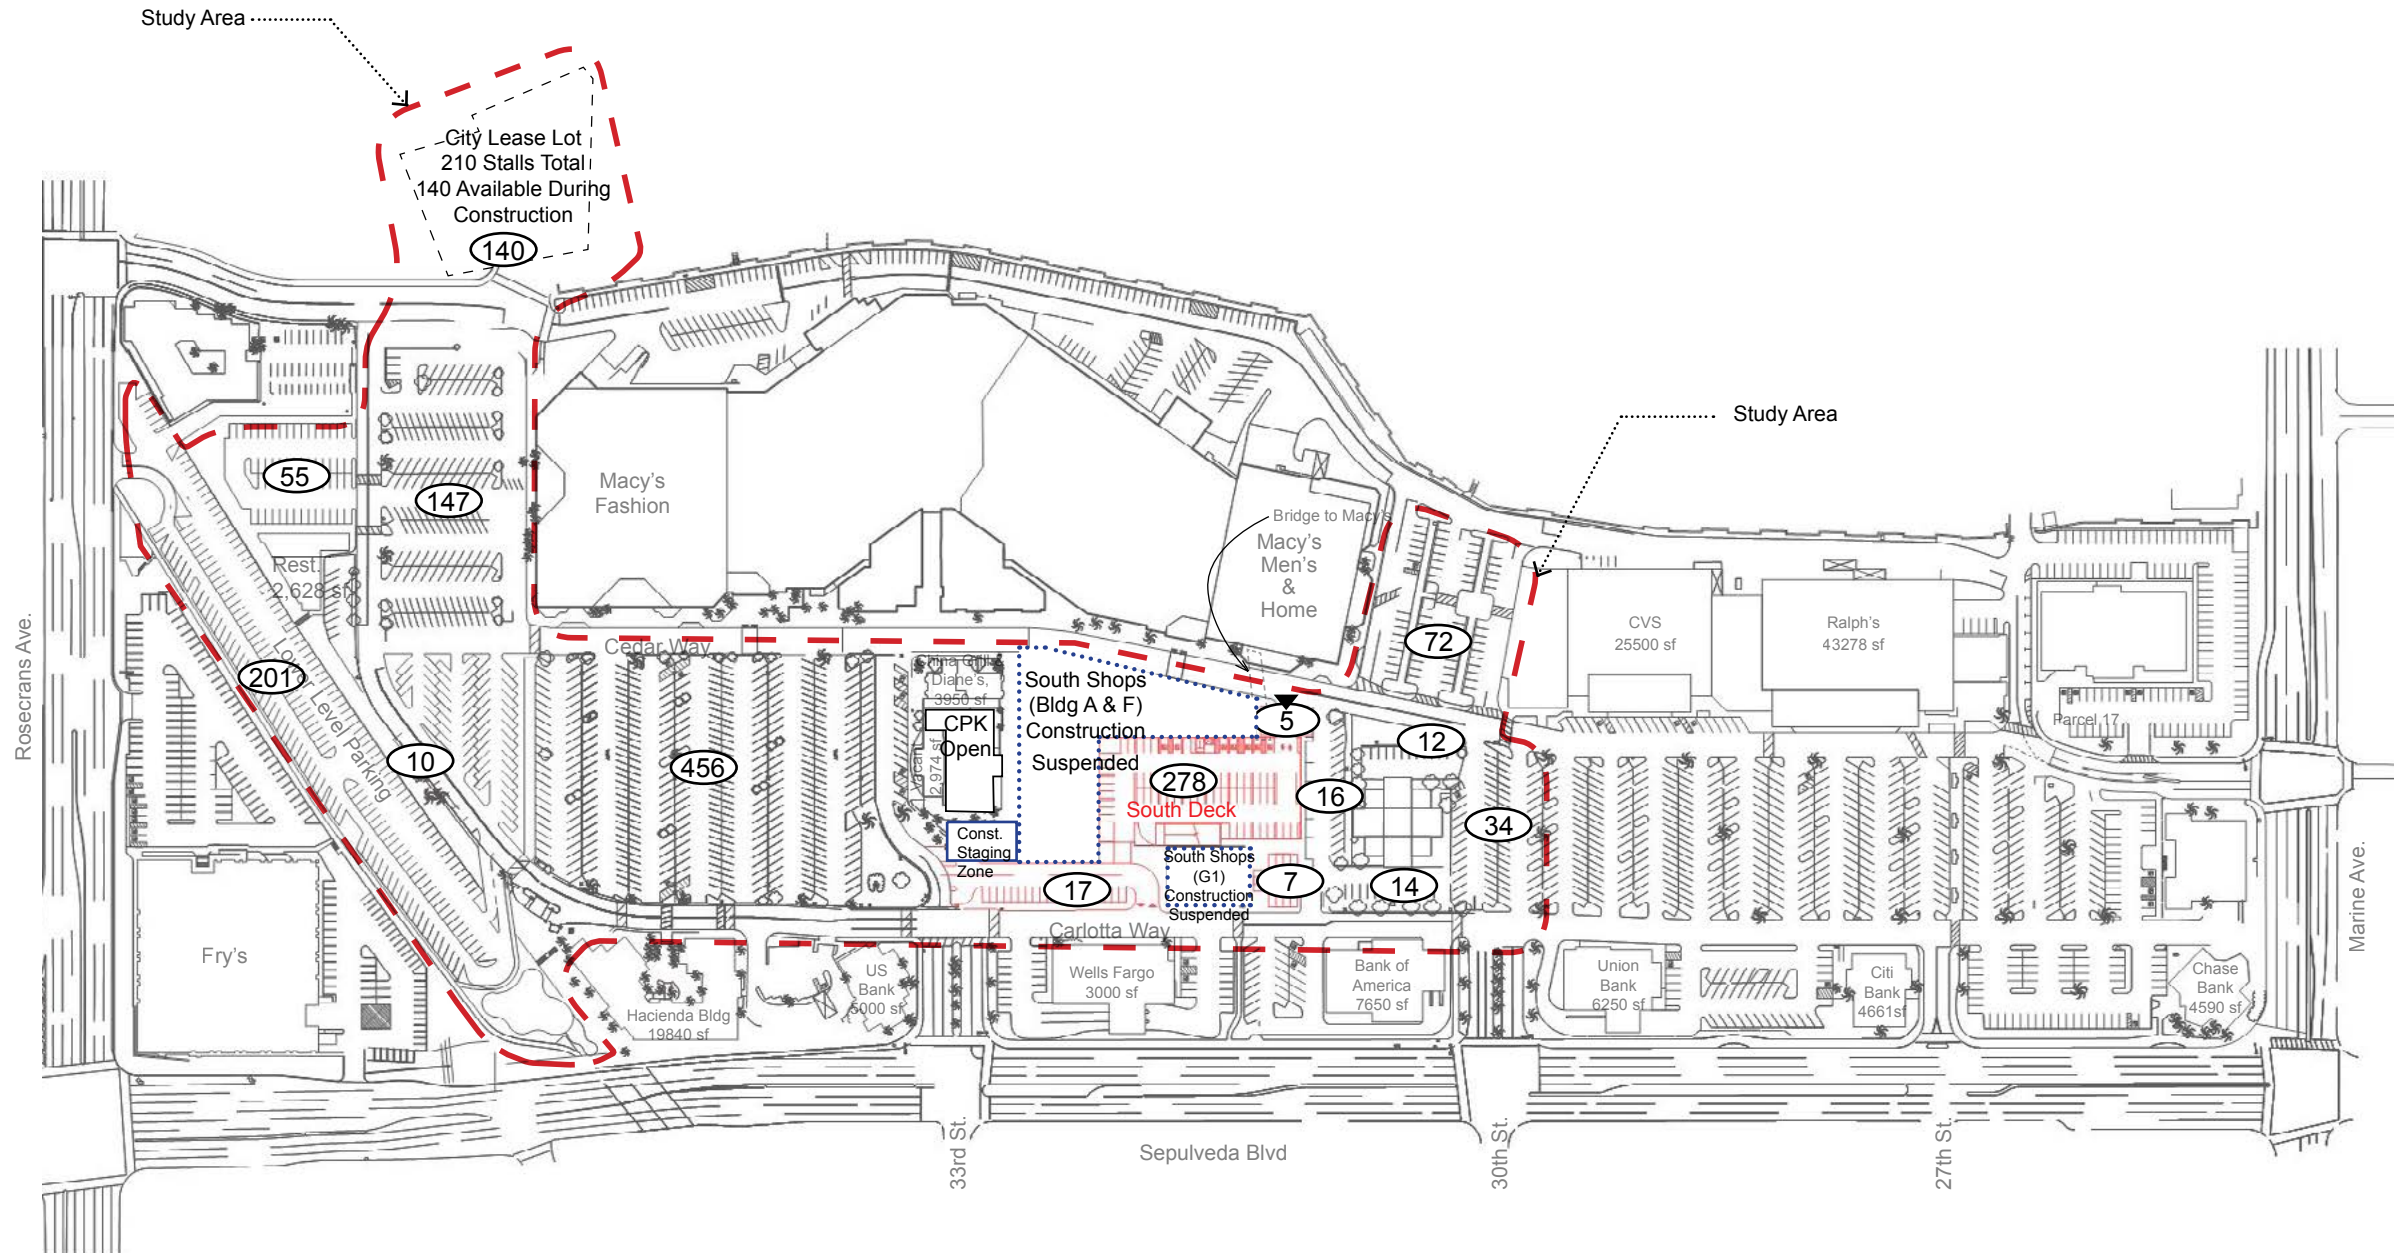 Study Area
City Lease Lot
210 Stalls Total
140 Available During
Construction
140
Study Area
55
147
Macy's
Fashion
Bridge to Macy's
Macy's
Men's
&
Home
Rest.
2,628 sf
CVS
25500 sf
Ralph's
43278 sf
72
Rosecrans Ave.
201
Lower Level Parking
Cedar Way
China Grill,
Diane's,
3950 sf
CPK
Open
Vacant
2,974 sf
South Shops
(Bldg A & F)
Construction
Suspended
5
12
Parcel 17
10
456
278
South Deck
16
34
Const.
Staging
Zone
South Shops
(G1)
Construction
Suspended
17
7
14
Carlotta Way
Marine Ave.
Fry's
US
Bank
5000 sf
Hacienda Bldg
19840 sf
Wells Fargo
3000 sf
Bank of
America
7650 sf
Union
Bank
6250 sf
Citi
Bank
4661sf
Chase
Bank
4590 sf
33rd St.
Sepulveda Blvd
30th St.
27th St.